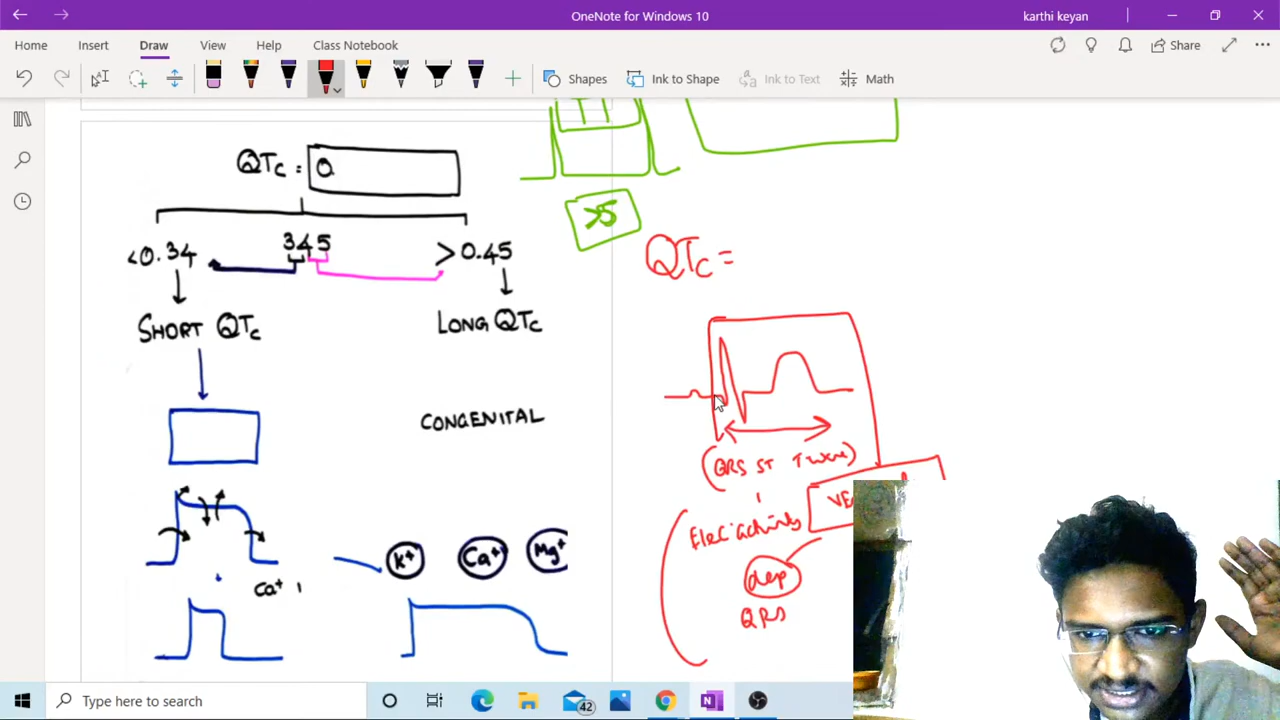 OneNote for Windows 10
karthi keyan
Home Insert Draw View Help Class Notebook
Share
Shapes Ink to Shape Ink to Text Math
QTc = 0.
<0.34 345 >0.45
SHORT QTc LONG QTc
CONGENITAL
K+ Ca+ Mg+
Ca+
>5
QTc =
(QRS ST T wave)
Elec activity
VE
dep
QRS
Type here to search
42